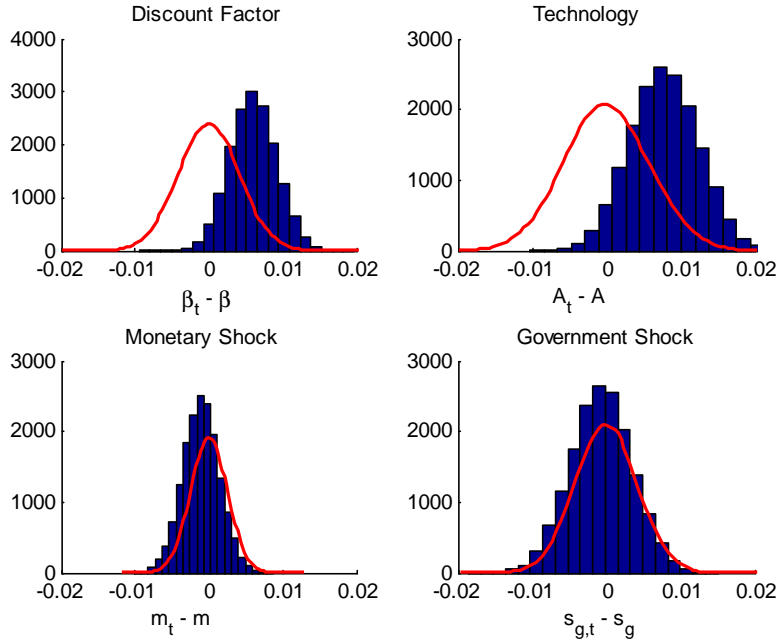 Discount Factor
4000
3000
2000
1000
0
-0.02 -0.01 0 0.01 0.02
β_t - β
Technology
3000
2000
1000
0
-0.02 -0.01 0 0.01 0.02
A_t - A
Monetary Shock
3000
2000
1000
0
-0.02 -0.01 0 0.01 0.02
m_t - m
Government Shock
3000
2000
1000
0
-0.02 -0.01 0 0.01 0.02
s_g,t - s_g